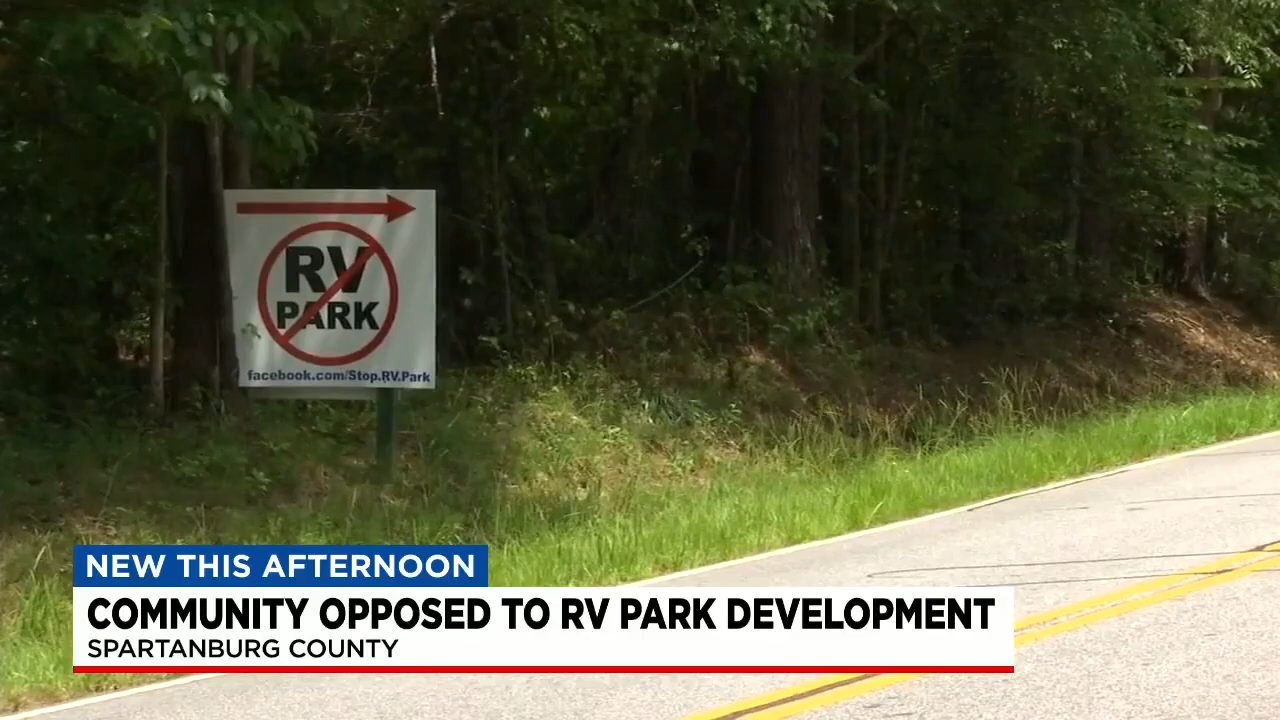 RV
PARK
facebook.com/Stop.RV.Park
NEW THIS AFTERNOON
COMMUNITY OPPOSED TO RV PARK DEVELOPMENT
SPARTANBURG COUNTY